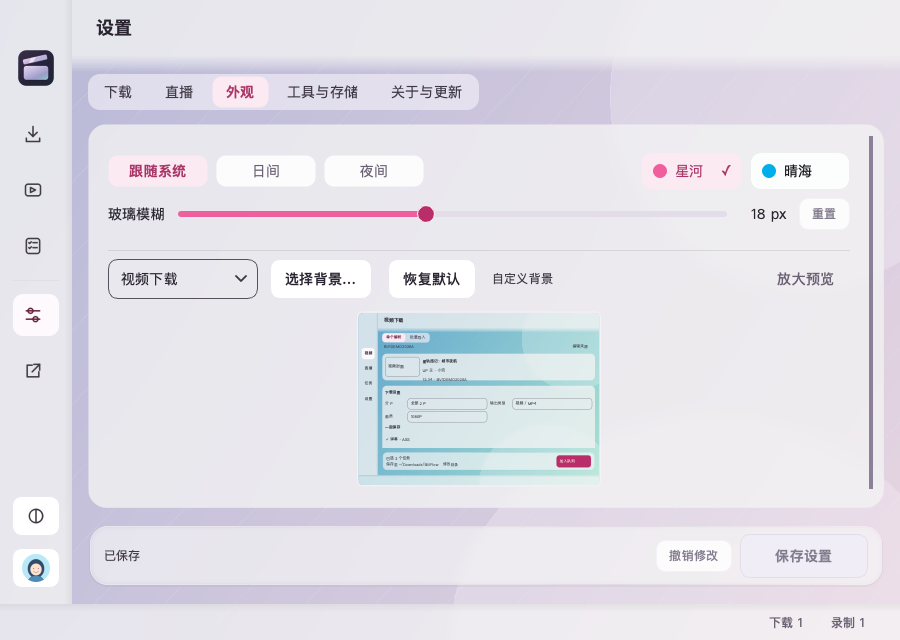 设置
下载 直播 外观 工具与存储 关于与更新
跟随系统 日间 夜间 星河 ✓ 晴海
玻璃模糊 18 px 重置
视频下载 选择背景... 恢复默认 自定义背景 放大预览
视频下载
已保存 撤销修改 保存设置
下载 1 录制 1